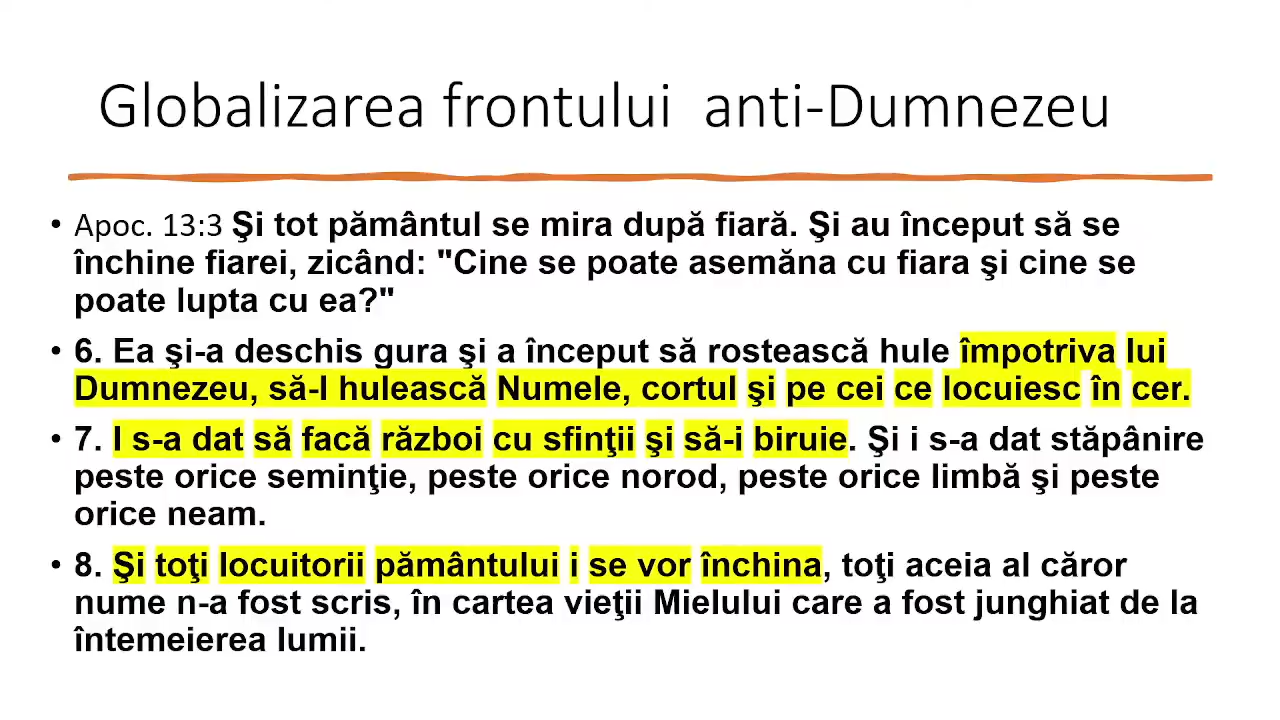 Globalizarea frontului anti-Dumnezeu
• Apoc. 13:3 Şi tot pământul se mira după fiară. Şi au început să se
închine fiarei, zicând: "Cine se poate asemăna cu fiara şi cine se
poate lupta cu ea?"
• 6. Ea şi-a deschis gura şi a început să rostească hule împotriva lui
Dumnezeu, să-I hulească Numele, cortul şi pe cei ce locuiesc în cer.
• 7. I s-a dat să facă război cu sfinţii şi să-i biruie. Şi i s-a dat stăpânire
peste orice seminţie, peste orice norod, peste orice limbă şi peste
orice neam.
• 8. Şi toţi locuitorii pământului i se vor închina, toţi aceia al căror
nume n-a fost scris, în cartea vieţii Mielului care a fost junghiat de la
întemeierea lumii.